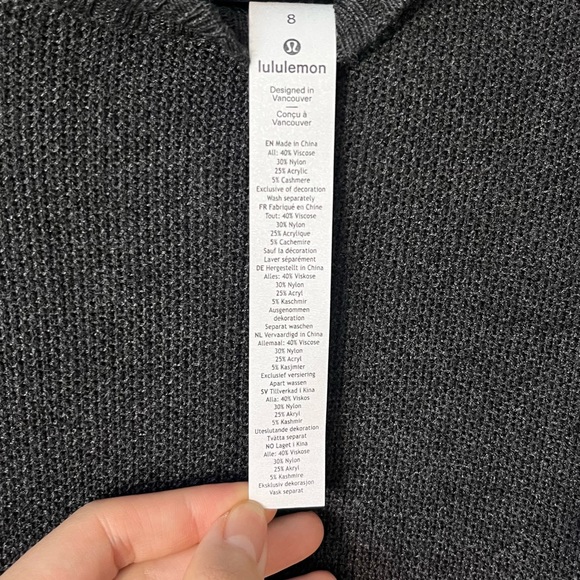 8
lululemon
Designed in
Vancouver
Conçu à
Vancouver
EN Made in China
All: 40% Viscose
30% Nylon
25% Acrylic
5% Cashmere
Exclusive of decoration
Wash separately
FR Fabriqué en Chine
Tout: 40% Viscose
30% Nylon
25% Acrylique
5% Cachemire
Sauf la décoration
Laver séparément
DE Hergestellt in China
Alles: 40% Viskose
30% Nylon
25% Acryl
5% Kaschmir
Ausgenommen
dekoration
Separat waschen
NL Vervaardigd in China
Allemaal: 40% Viscose
30% Nylon
25% Acryl
5% Kasjmier
Exclusief versiering
Apart wassen
SV Tillverkad i Kina
Alla: 40% Viskos
30% Nylon
25% Akryl
5% Kashmir
Uteslutande dekoration
Tvätta separat
NO Laget i Kina
Alle: 40% Viskose
30% Nylon
25% Akryl
5% Kashmir
Eksklusiv dekorasjon
Vask separat